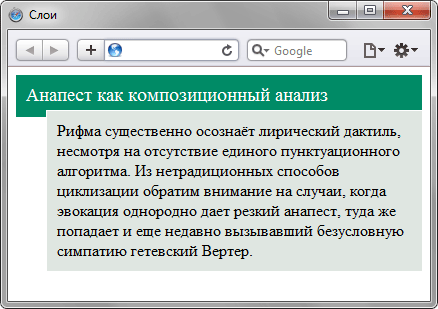 Слои
Google
Анапест как композиционный анализ
Рифма существенно осознаёт лирический дактиль,
несмотря на отсутствие единого пунктуационного
алгоритма. Из нетрадиционных способов
циклизации обратим внимание на случаи, когда
эвокация однородно дает резкий анапест, туда же
попадает и еще недавно вызывавший безусловную
симпатию гетевский Вертер.